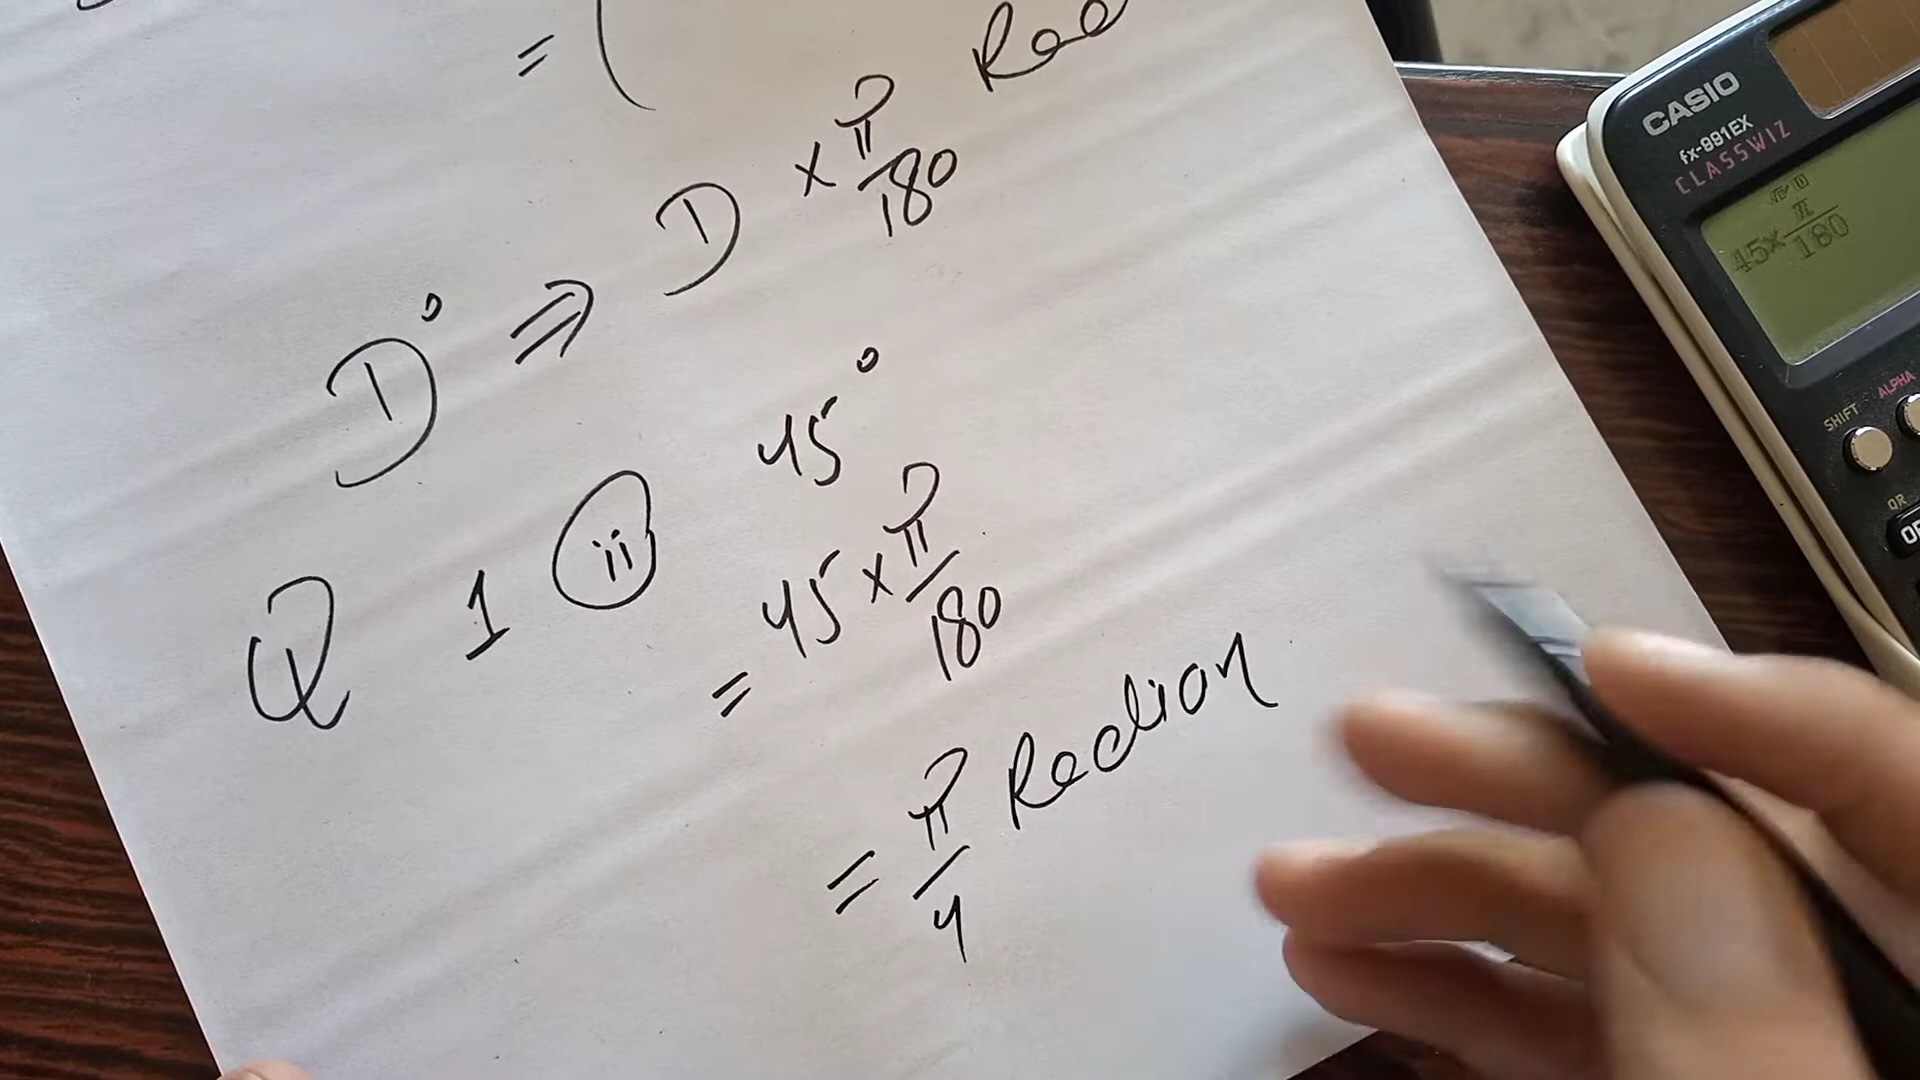 = (
D° ⇒ D × π/180 Rad
Q 1 (ii) 45°
= 45 × π/180
= π/4 Radian
CASIO
fx-991EX
CLASSWIZ
45×π/180
SHIFT
ALPHA